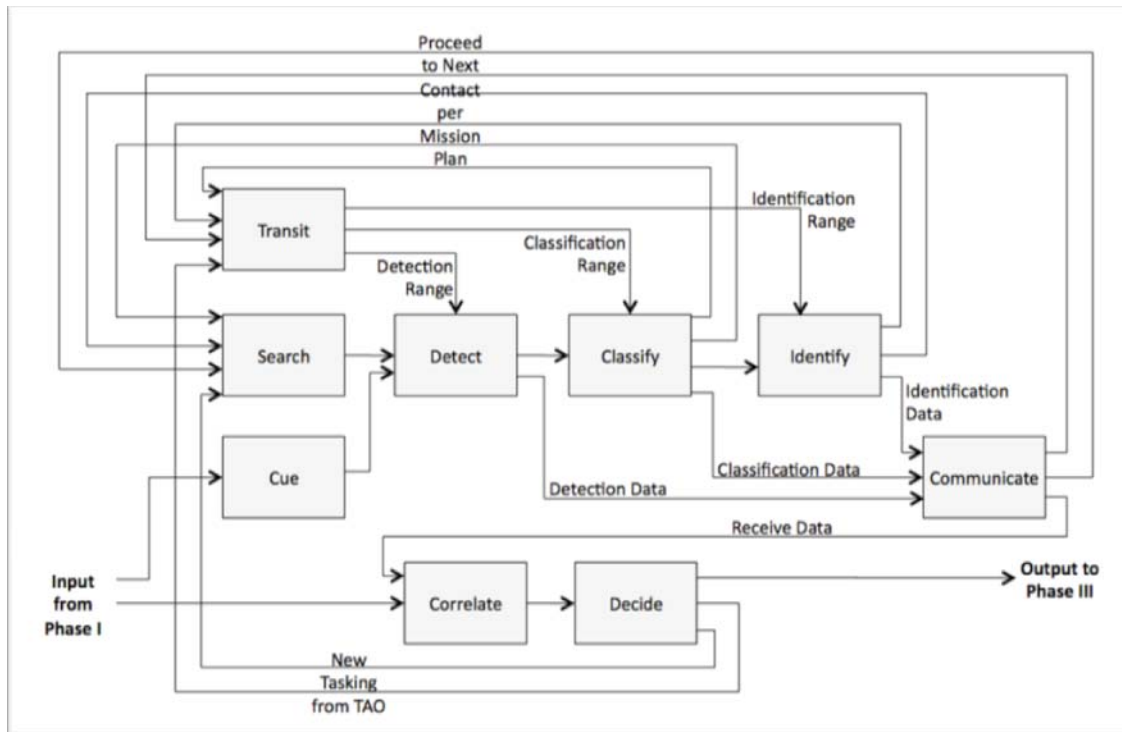 Proceed
to Next
Contact
per
Mission
Plan
Transit
Identification
Range
Classification
Range
Detection
Range
Search
Detect
Classify
Identify
Identification
Data
Cue
Communicate
Classification Data
Detection Data
Receive Data
Input
from
Phase I
Correlate
Decide
Output to
Phase III
New
Tasking
from TAO